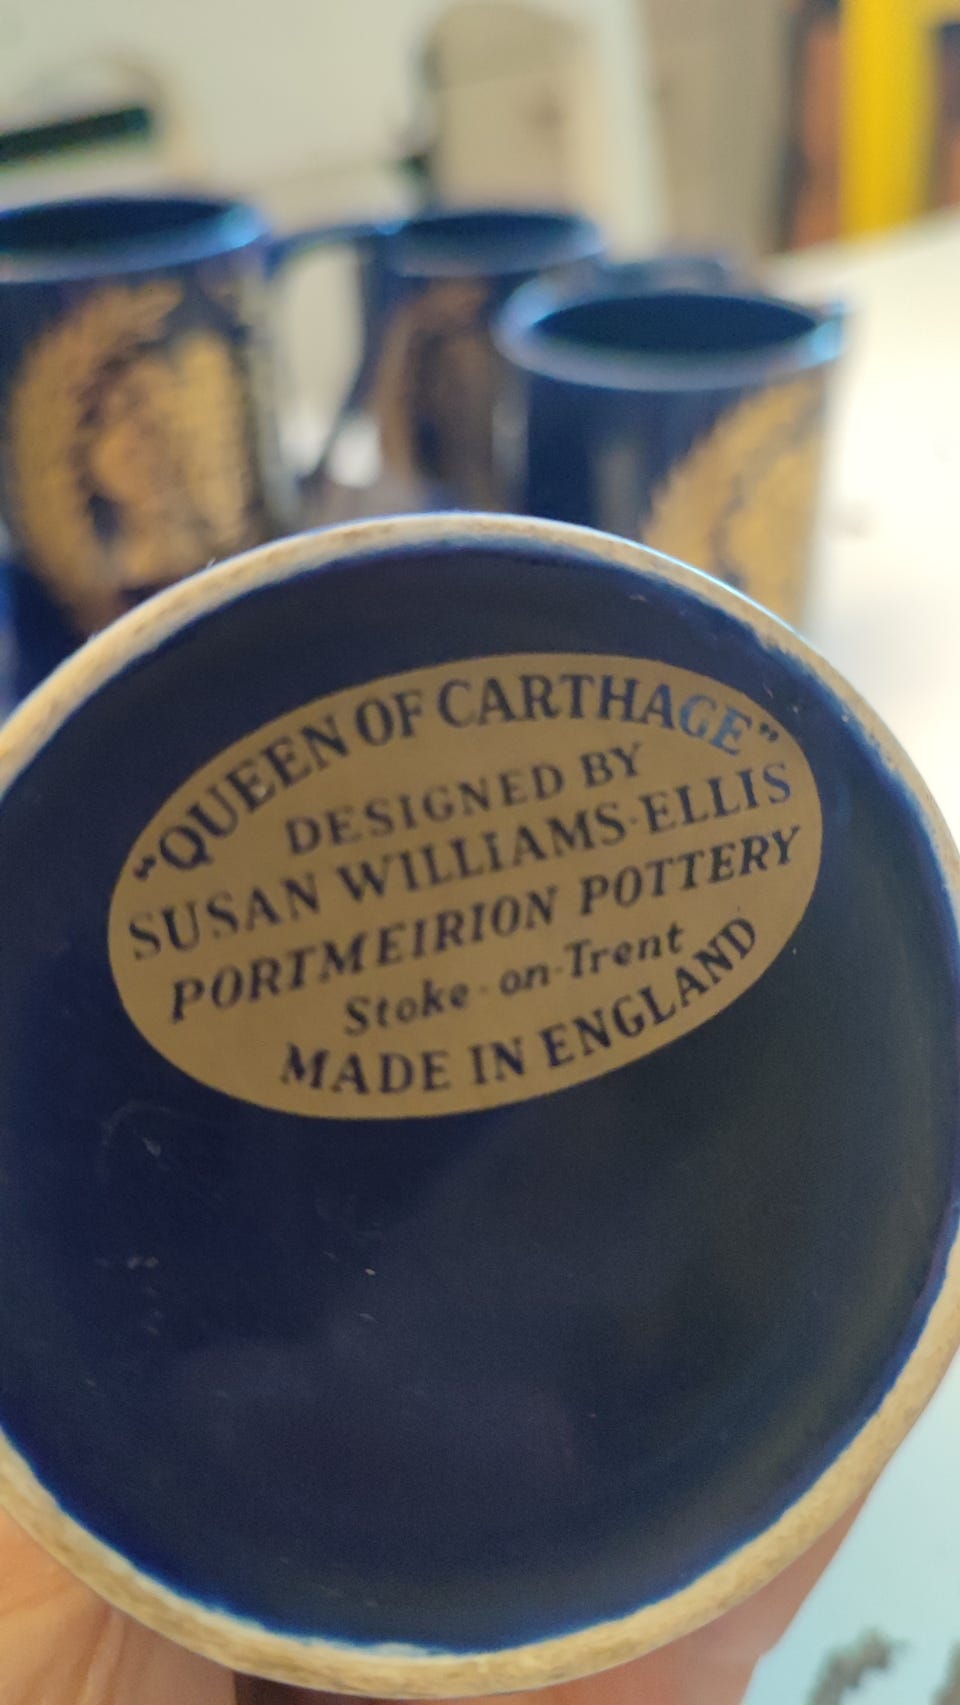 "QUEEN OF CARTHAGE"
DESIGNED BY
SUSAN WILLIAMS-ELLIS
PORTMEIRION POTTERY
Stoke-on-Trent
MADE IN ENGLAND